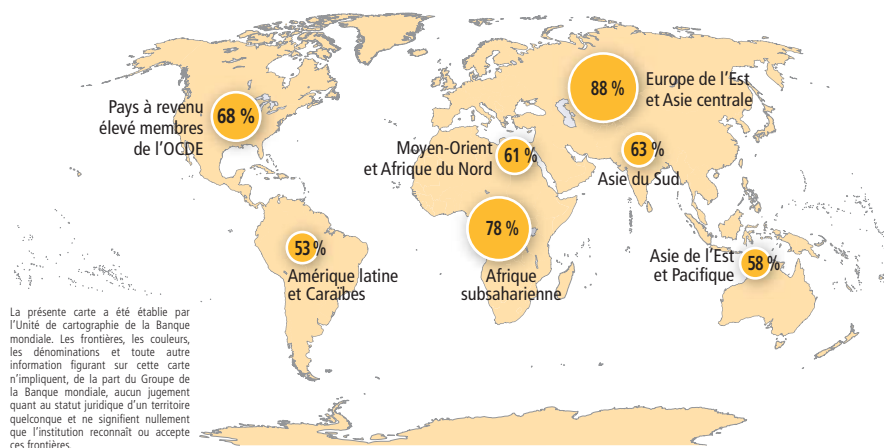 Pays à revenu
élevé membres
de l'OCDE
68 %
88 %
Europe de l'Est
et Asie centrale
Moyen-Orient
et Afrique du Nord
61 %
63 %
Asie du Sud
78 %
Afrique
subsaharienne
53 %
Amérique latine
et Caraïbes
Asie de l'Est
et Pacifique
58 %
La présente carte a été établie par
l'Unité de cartographie de la Banque
mondiale. Les frontières, les couleurs,
les dénominations et toute autre
information figurant sur cette carte
n'impliquent, de la part du Groupe de
la Banque mondiale, aucun jugement
quant au statut juridique d'un territoire
quelconque et ne signifient nullement
que l'institution reconnaît ou accepte
ces frontières.